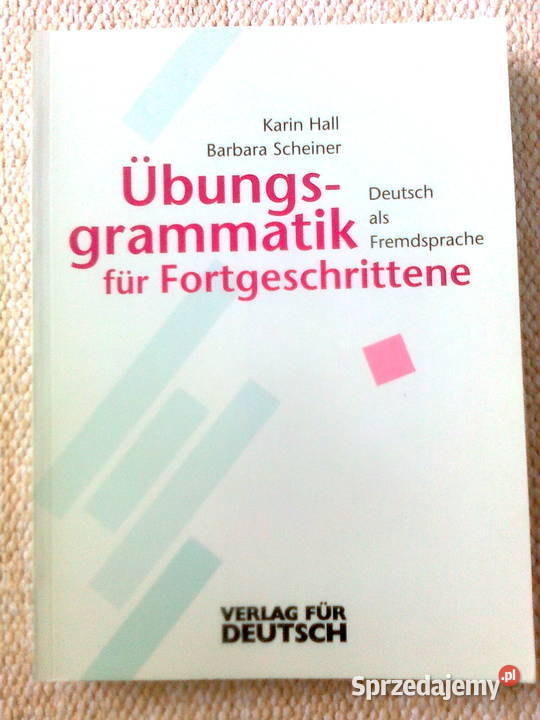 Karin Hall
Barbara Scheiner
Übungs-
grammatik
für Fortgeschrittene
Deutsch
als
Fremdsprache
VERLAG FÜR
DEUTSCH
Sprzedajemy.pl